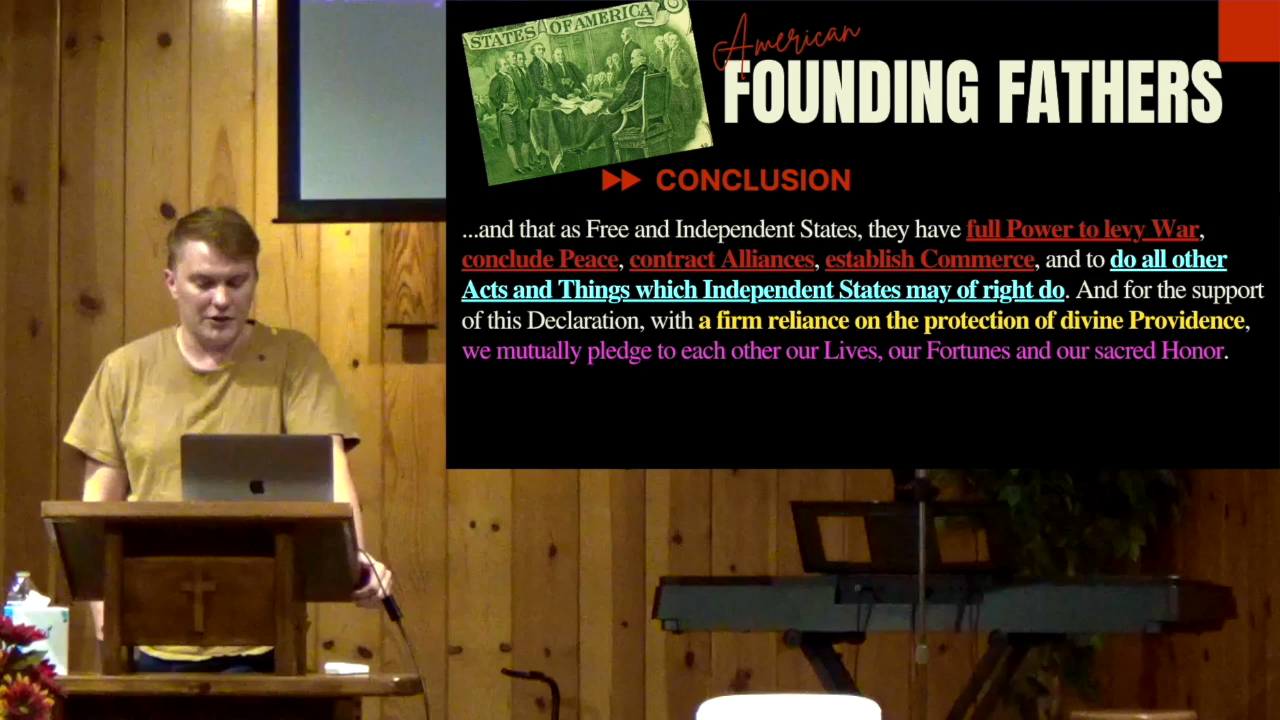 STATES OF AMERICA
American
FOUNDING FATHERS
CONCLUSION
...and that as Free and Independent States, they have full Power to levy War,
conclude Peace, contract Alliances, establish Commerce, and to do all other
Acts and Things which Independent States may of right do. And for the support
of this Declaration, with a firm reliance on the protection of divine Providence,
we mutually pledge to each other our Lives, our Fortunes and our sacred Honor.